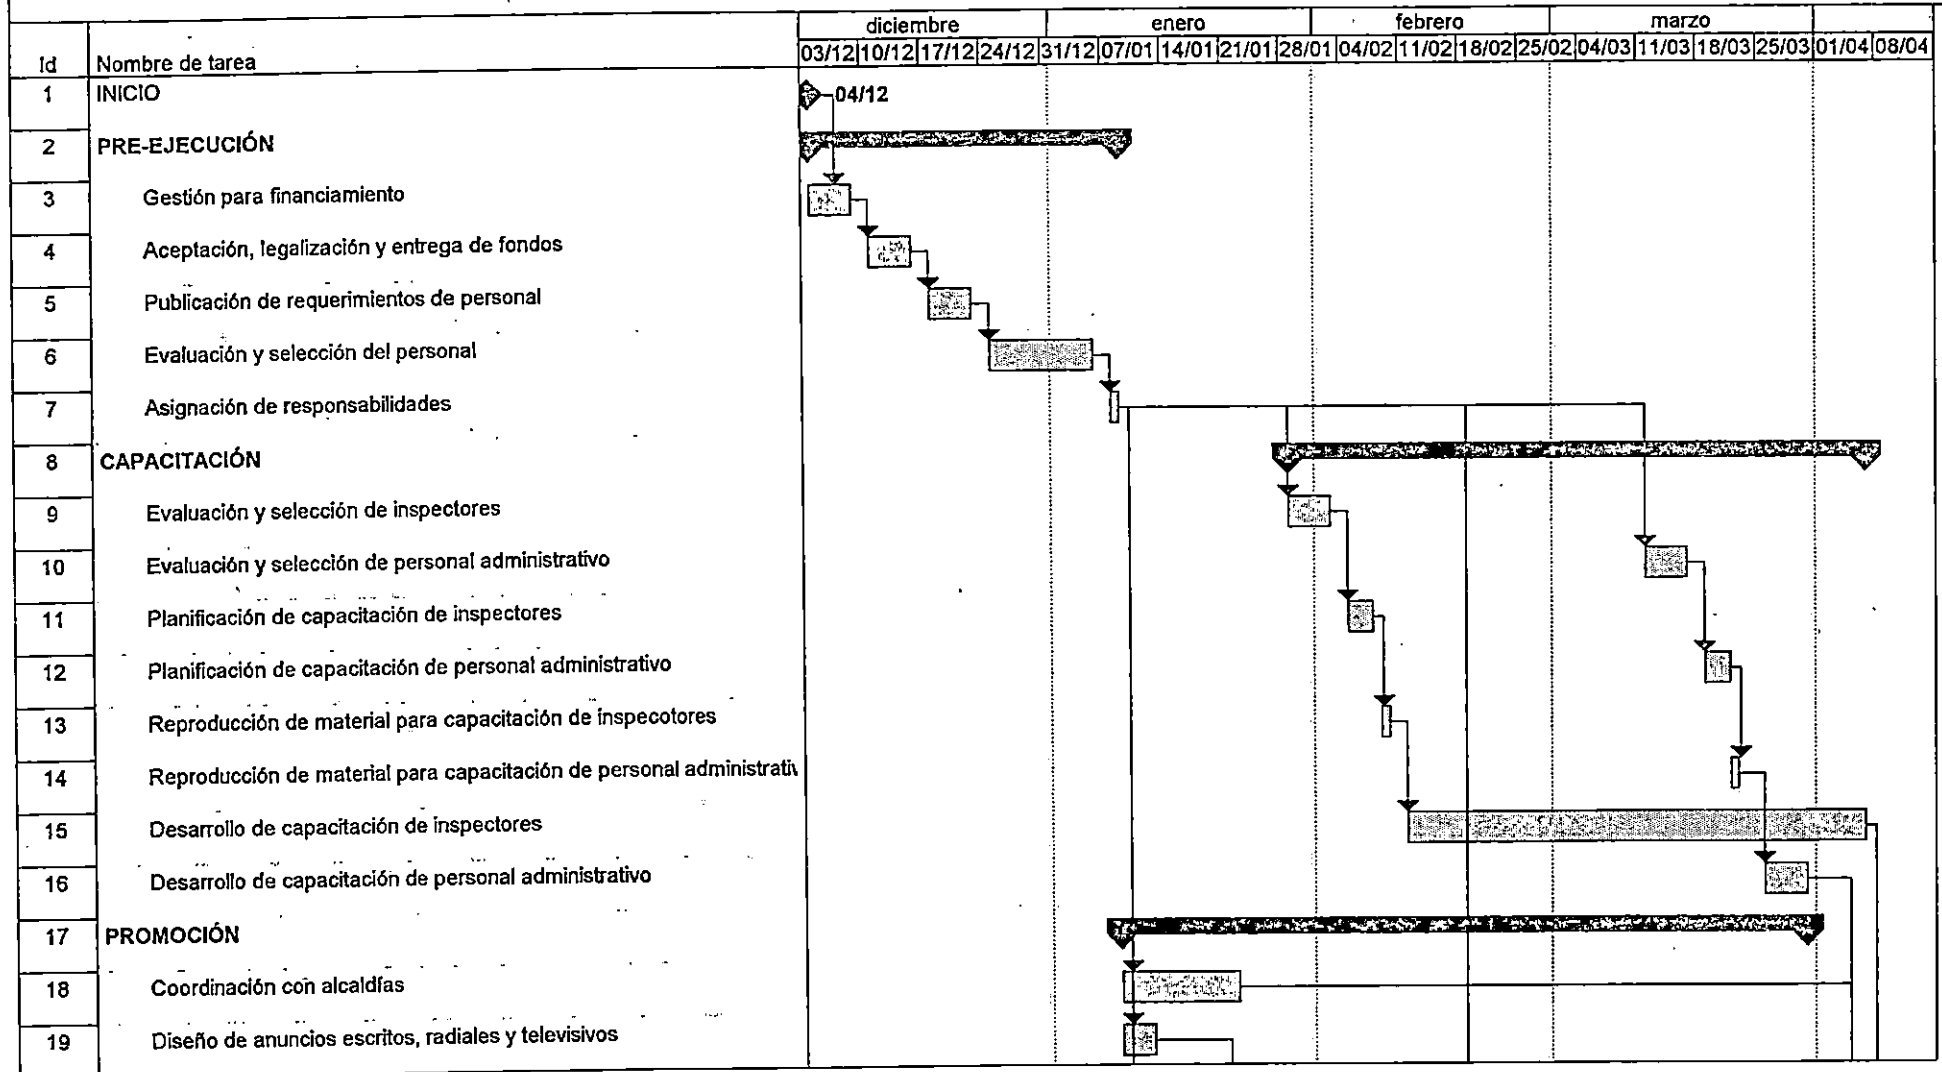 diciembre enero febrero marzo
Id Nombre de tarea 03/12 10/12 17/12 24/12 31/12 07/01 14/01 21/01 28/01 04/02 11/02 18/02 25/02 04/03 11/03 18/03 25/03 01/04 08/04
1 INICIO 04/12
2 PRE-EJECUCIÓN
3 Gestión para financiamiento
4 Aceptación, legalización y entrega de fondos
5 Publicación de requerimientos de personal
6 Evaluación y selección del personal
7 Asignación de responsabilidades
8 CAPACITACIÓN
9 Evaluación y selección de inspectores
10 Evaluación y selección de personal administrativo
11 Planificación de capacitación de inspectores
12 Planificación de capacitación de personal administrativo
13 Reproducción de material para capacitación de inspecotores
14 Reproducción de material para capacitación de personal administrativ
15 Desarrollo de capacitación de inspectores
16 Desarrollo de capacitación de personal administrativo
17 PROMOCIÓN
18 Coordinación con alcaldías
19 Diseño de anuncios escritos, radiales y televisivos